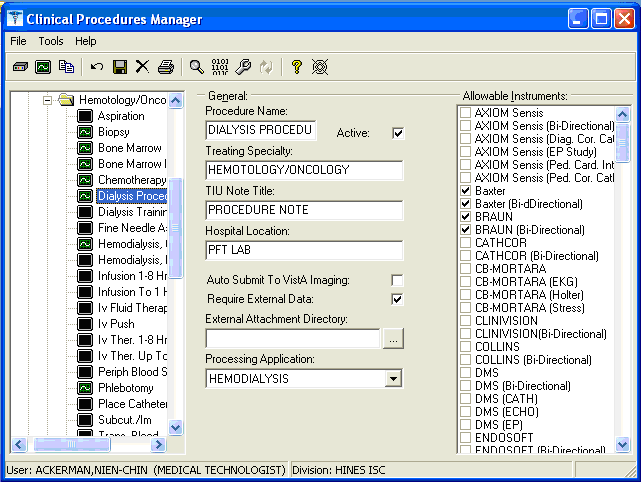 Clinical Procedures Manager
File Tools Help
Hemotology/Onco
Aspiration
Biopsy
Bone Marrow
Bone Marrow I
Chemotherapy
Dialysis Proced
Dialysis Trainin
Fine Needle As
Hemodialysis, (
Hemodialysis, I
Infusion 1-8 Hr
Infusion To 1 H
Iv Fluid Therap
Iv Push
Iv Ther. 1-8 Hr
Iv Ther. Up To
Periph Blood S
Phlebotomy
Place Catheter
Subcut./Im
Trans. Blood
General:
Procedure Name:
DIALYSIS PROCEDU
Active:
Treating Specialty:
HEMOTOLOGY/ONCOLOGY
TIU Note Title:
PROCEDURE NOTE
Hospital Location:
PFT LAB
Auto Submit To VistA Imaging:
Require External Data:
External Attachment Directory:
...
Processing Application:
HEMODIALYSIS
Allowable Instruments:
AXIOM Sensis
AXIOM Sensis (Bi-Directional)
AXIOM Sensis (Diag. Cor. Cat
AXIOM Sensis (EP Study)
AXIOM Sensis (Ped. Card. Int
AXIOM Sensis (Ped. Cor. Cat
Baxter
Baxter (Bi-dDirectional)
BRAUN
BRAUN (Bi-Directional)
CATHCOR
CATHCOR (Bi-Directional)
CB-MORTARA
CB-MORTARA (EKG)
CB-MORTARA (Holter)
CB-MORTARA (Stress)
CLINIVISION
CLINIVISION(Bi-Directional)
COLLINS
COLLINS (Bi-Directional)
DMS
DMS (Bi-Directional)
DMS (CATH)
DMS (ECHO)
DMS (EP)
ENDOSOFT
ENDOSOFT (Bi-Directional)
User: ACKERMAN,NIEN-CHIN (MEDICAL TECHNOLOGIST) Division: HINES ISC